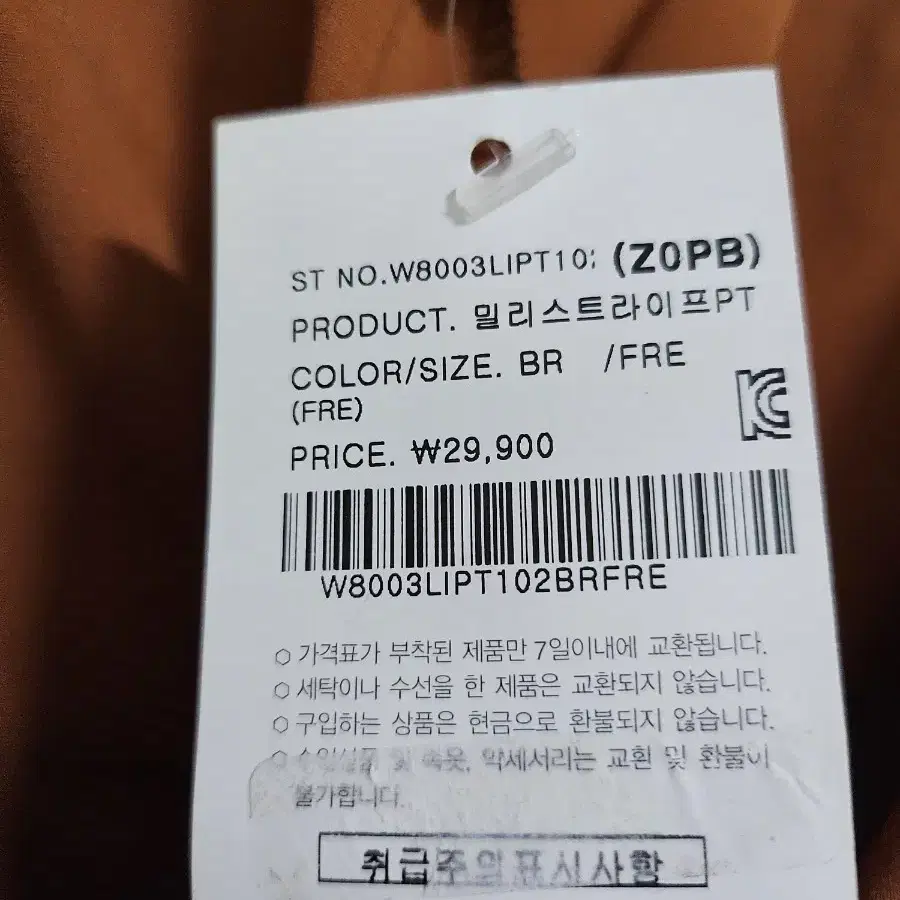 ST NO.W8003LIPT10 (Z0PB)
PRODUCT. 밀리스트라이프PT
COLOR/SIZE. BR /FRE
(FRE)
KC
PRICE. ₩29,900
W8003LIPT102BRFRE
○ 가격표가 부착된 제품만 7일이내에 교환됩니다.
○ 세탁이나 수선을 한 제품은 교환되지 않습니다.
○ 구입하는 상품은 현금으로 환불되지 않습니다.
○ 및 속옷, 악세서리는 교환 및 환불이
불가합니다.
취급주의표시사항